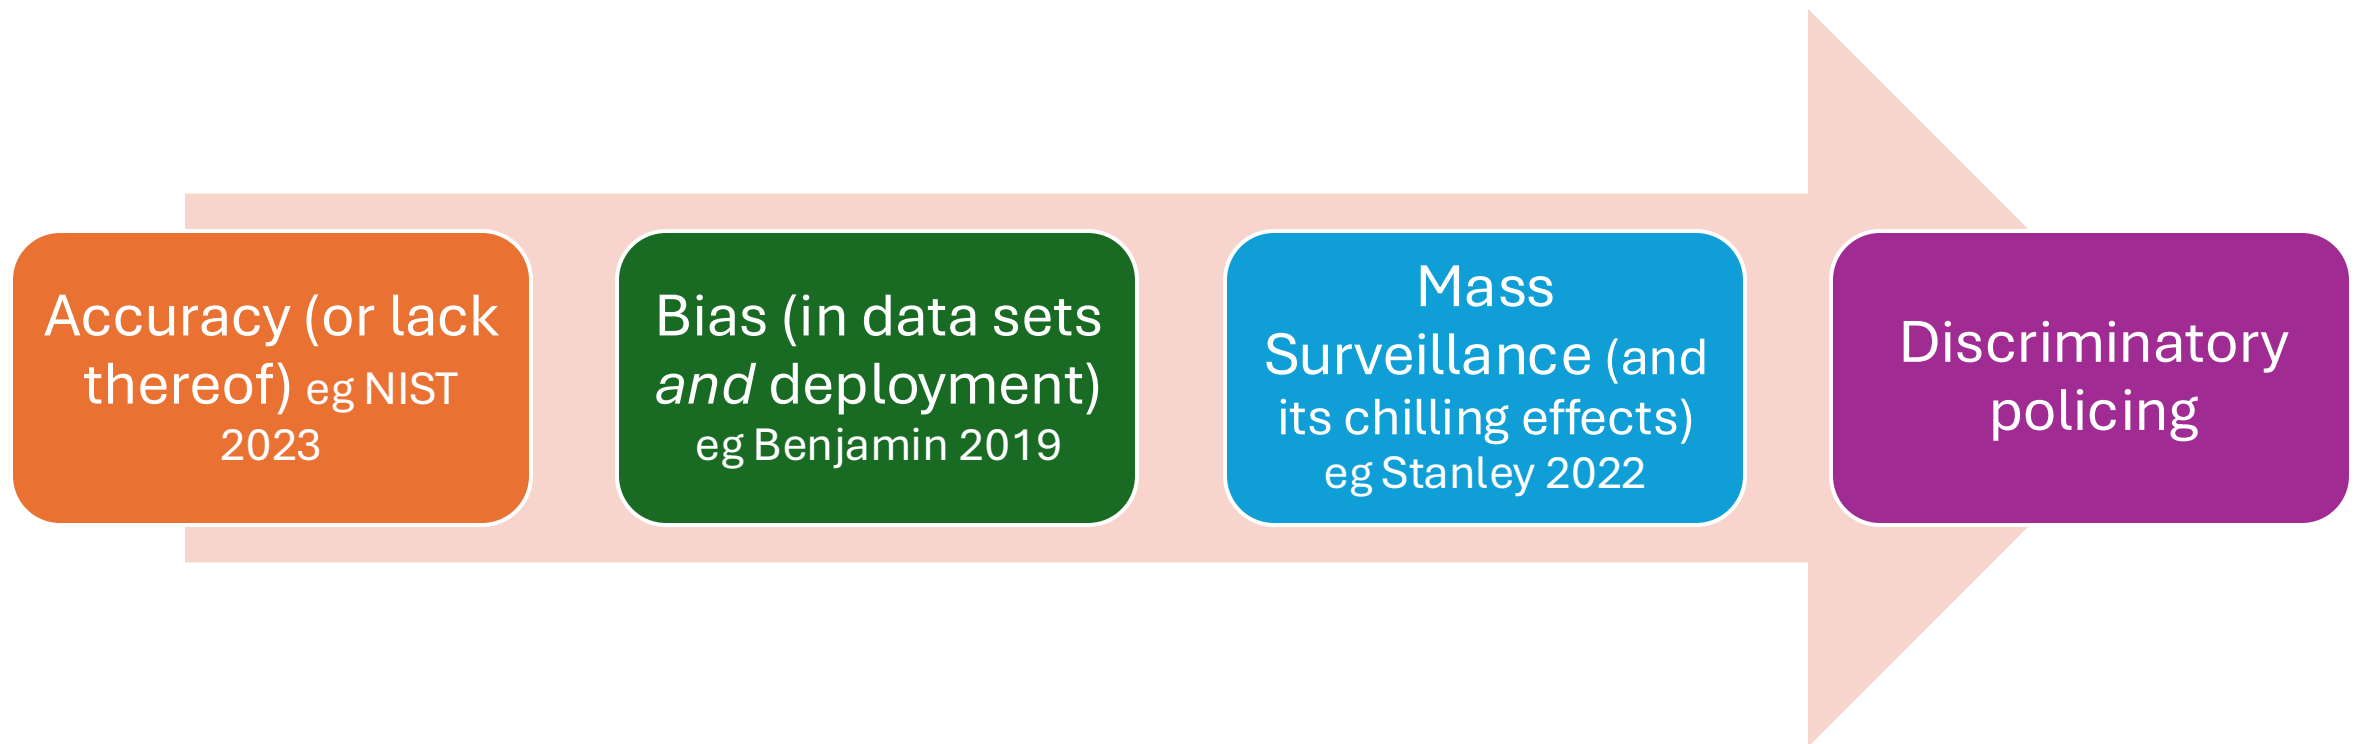 Accuracy (or lack
thereof) eg NIST
2023
Bias (in data sets
and deployment)
eg Benjamin 2019
Mass
Surveillance (and
its chilling effects)
eg Stanley 2022
Discriminatory
policing